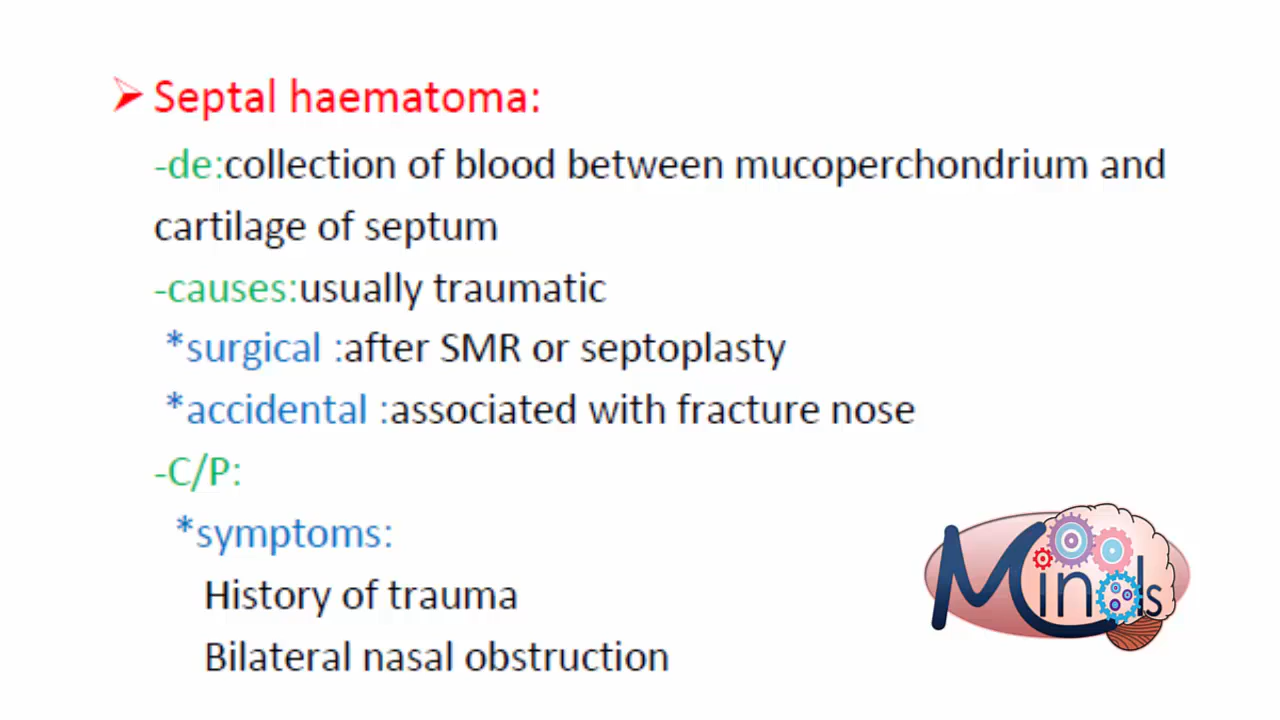 Septal haematoma:
-de:collection of blood between mucoperchondrium and
cartilage of septum
-causes:usually traumatic
*surgical :after SMR or septoplasty
*accidental :associated with fracture nose
-C/P:
*symptoms:
History of trauma
Bilateral nasal obstruction
Minds